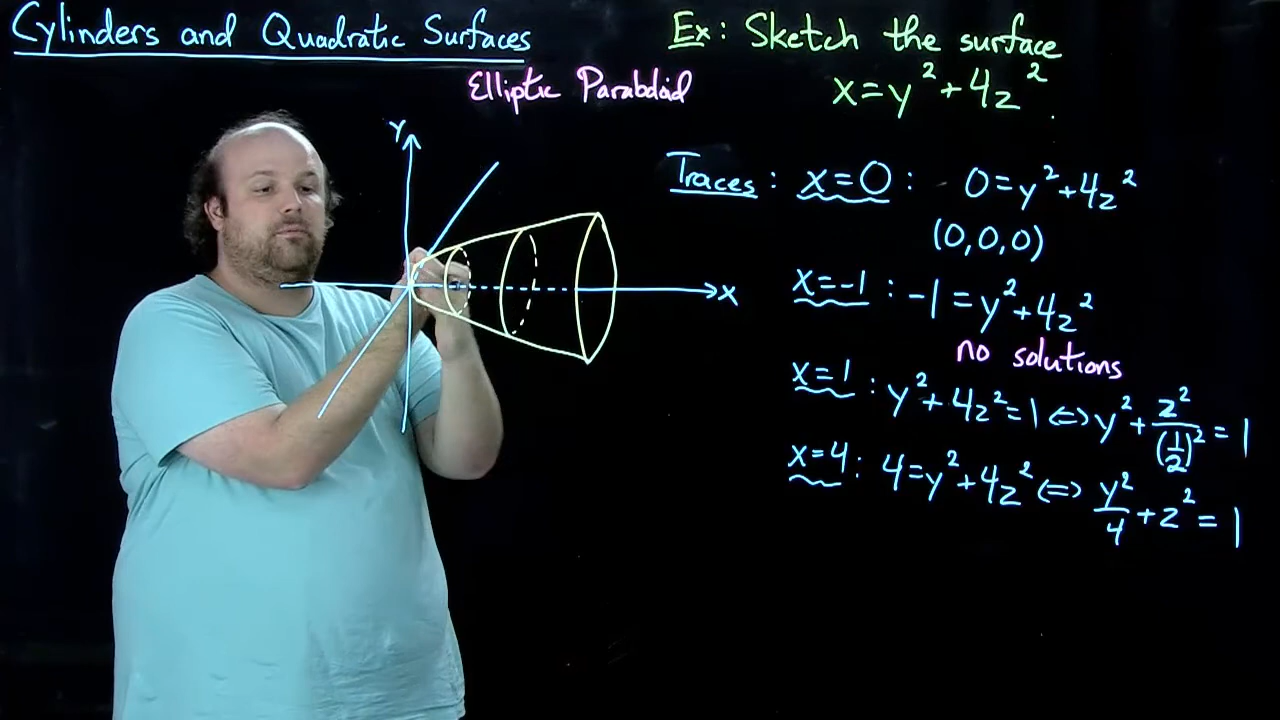 Cylinders and Quadratic Surfaces
Ex: Sketch the surface
x=y²+4z²
Elliptic Paraboloid
Y
X
Traces: x=0: 0=y²+4z²
(0,0,0)
x=-1: -1=y²+4z²
no solutions
x=1: y²+4z²=1 ⇔ y²+z²/(1/2)²=1
x=4: 4=y²+4z² ⇔ y²/4+z²=1